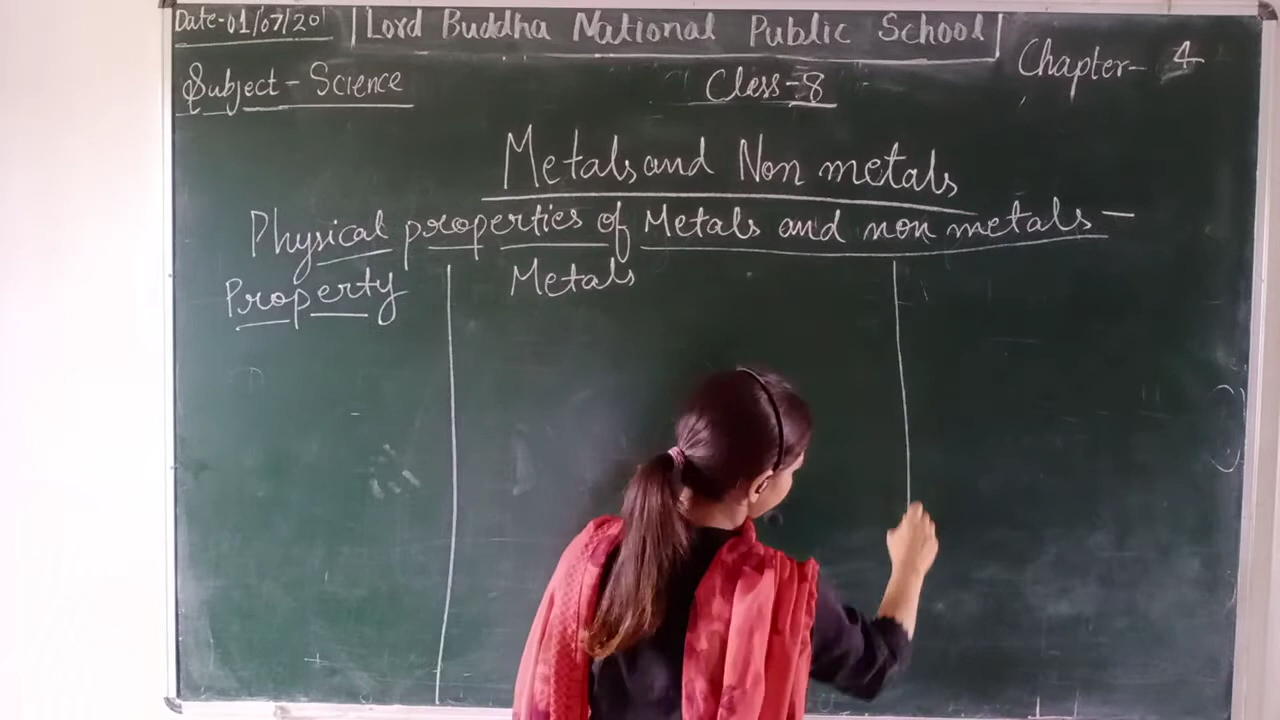 Date-01/07/201
Lord Buddha National Public School
Chapter- 4
Subject - Science
Class-8
Metals and Non metals
Physical properties of Metals and non metals -
Property
Metals